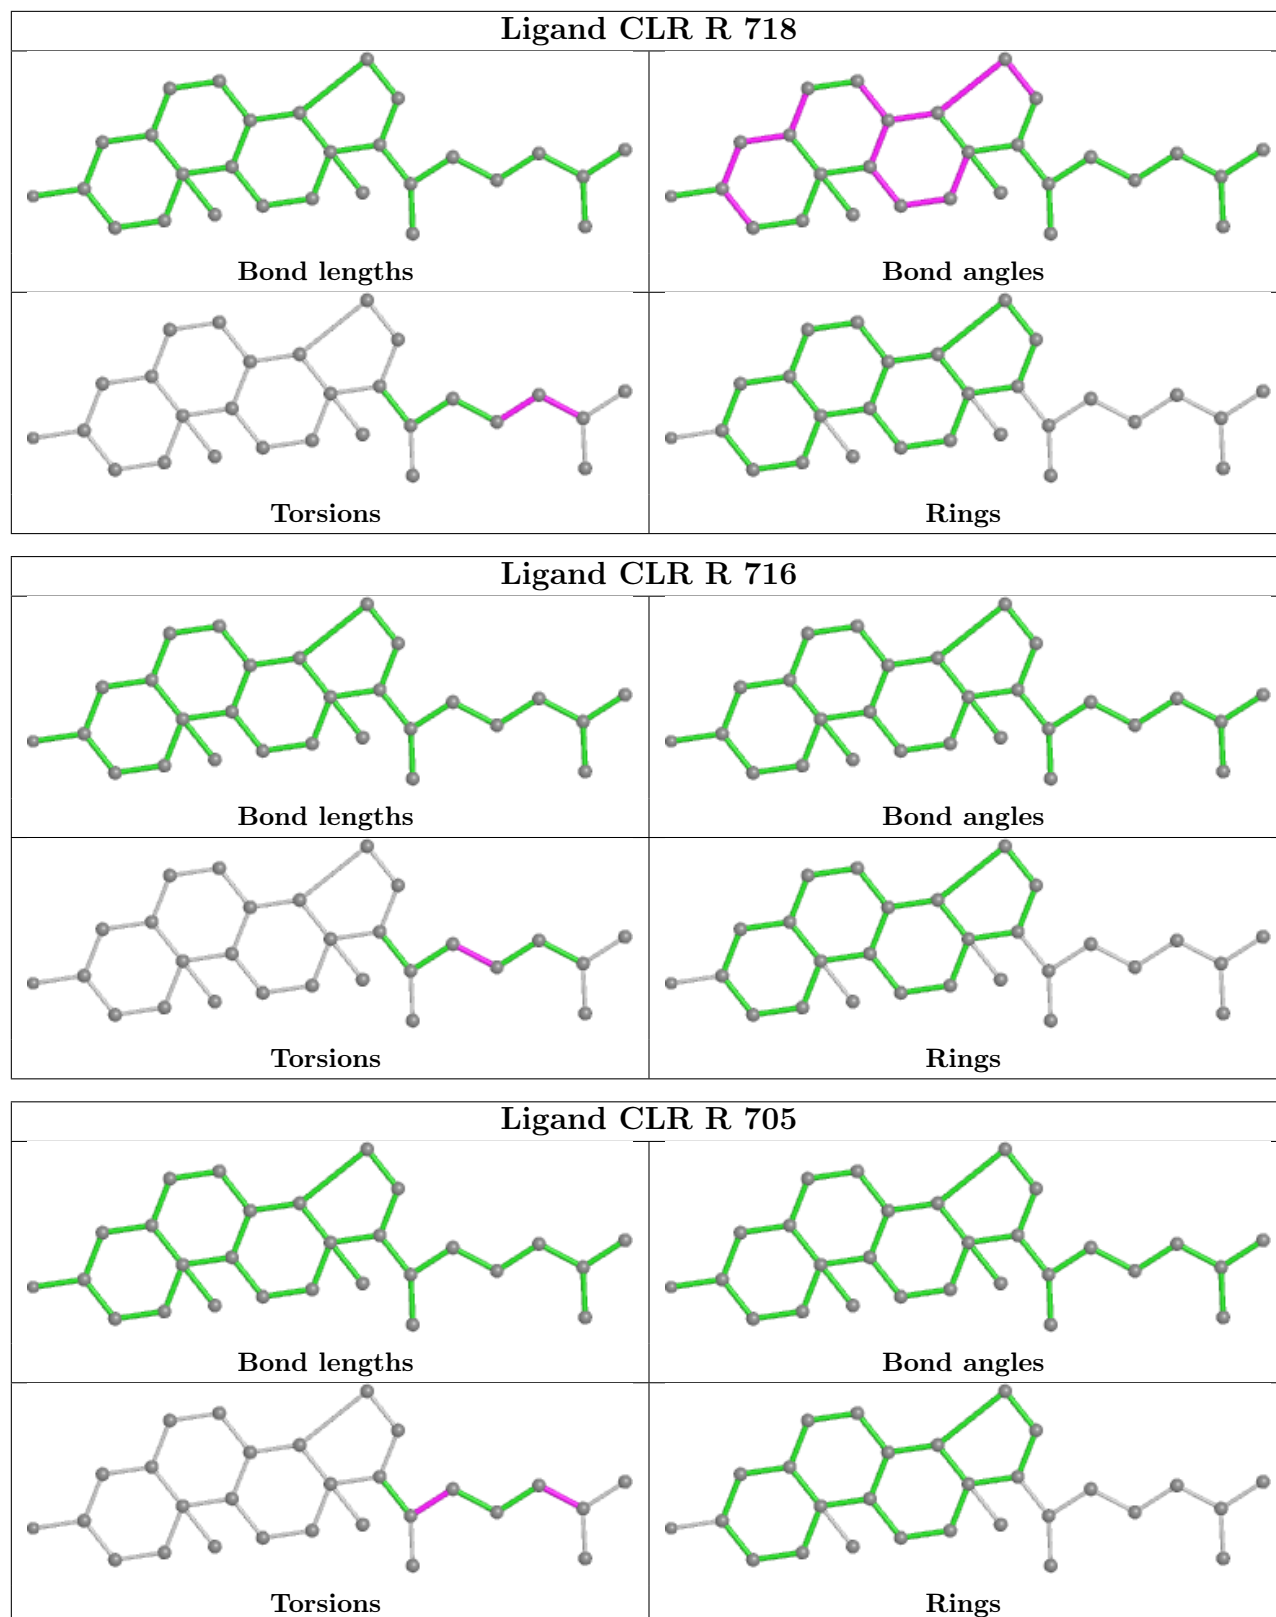 Ligand CLR R 718
Bond lengths
Bond angles
Torsions
Rings
Ligand CLR R 716
Bond lengths
Bond angles
Torsions
Rings
Ligand CLR R 705
Bond lengths
Bond angles
Torsions
Rings